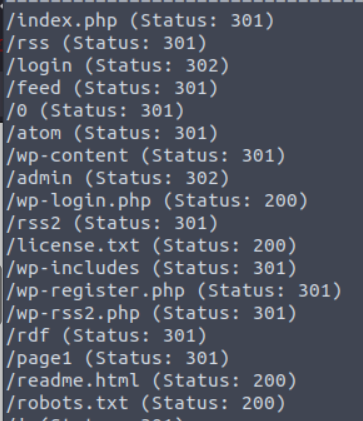 /index.php (Status: 301)
/rss (Status: 301)
/login (Status: 302)
/feed (Status: 301)
/0 (Status: 301)
/atom (Status: 301)
/wp-content (Status: 301)
/admin (Status: 302)
/wp-login.php (Status: 200)
/rss2 (Status: 301)
/license.txt (Status: 200)
/wp-includes (Status: 301)
/wp-register.php (Status: 301)
/wp-rss2.php (Status: 301)
/rdf (Status: 301)
/page1 (Status: 301)
/readme.html (Status: 200)
/robots.txt (Status: 200)